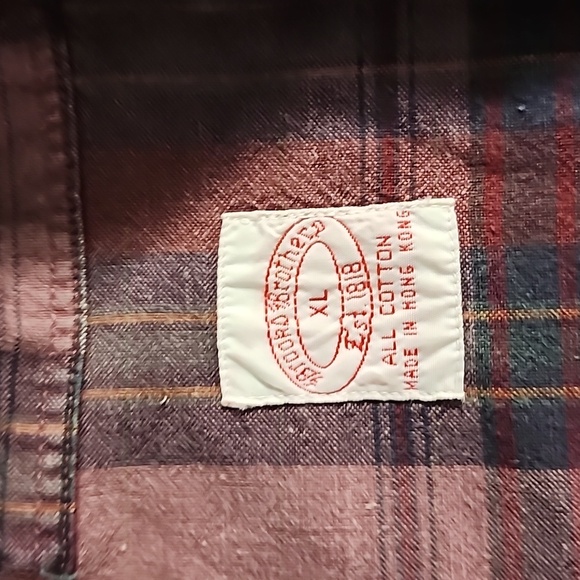 Brooks Brothers
XL
Est. 1818
ALL COTTON
MADE IN HONG KONG